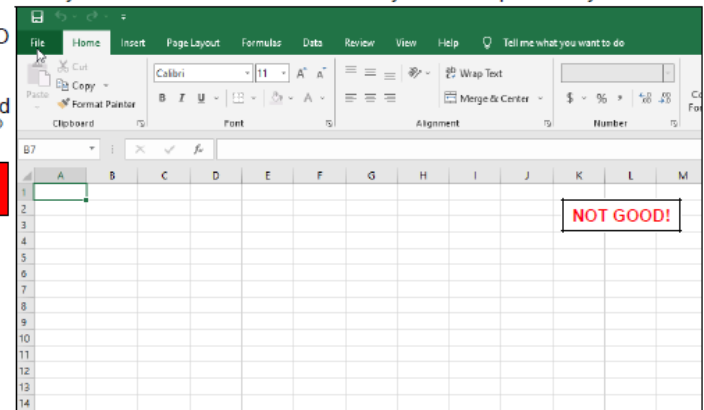 File Home Insert Page Layout Formulas Data Review View Help Tell me what you want to do
Cut
Calibri 11 A^ A˅ Wrap Text
Paste Copy
Format Painter B I U A Merge & Center $ % ,
Clipboard Font Alignment Number
B7 fx
A B C D E F G H I J K L M
1
2 NOT GOOD!
3
4
5
6
7
8
9
10
11
12
13
14